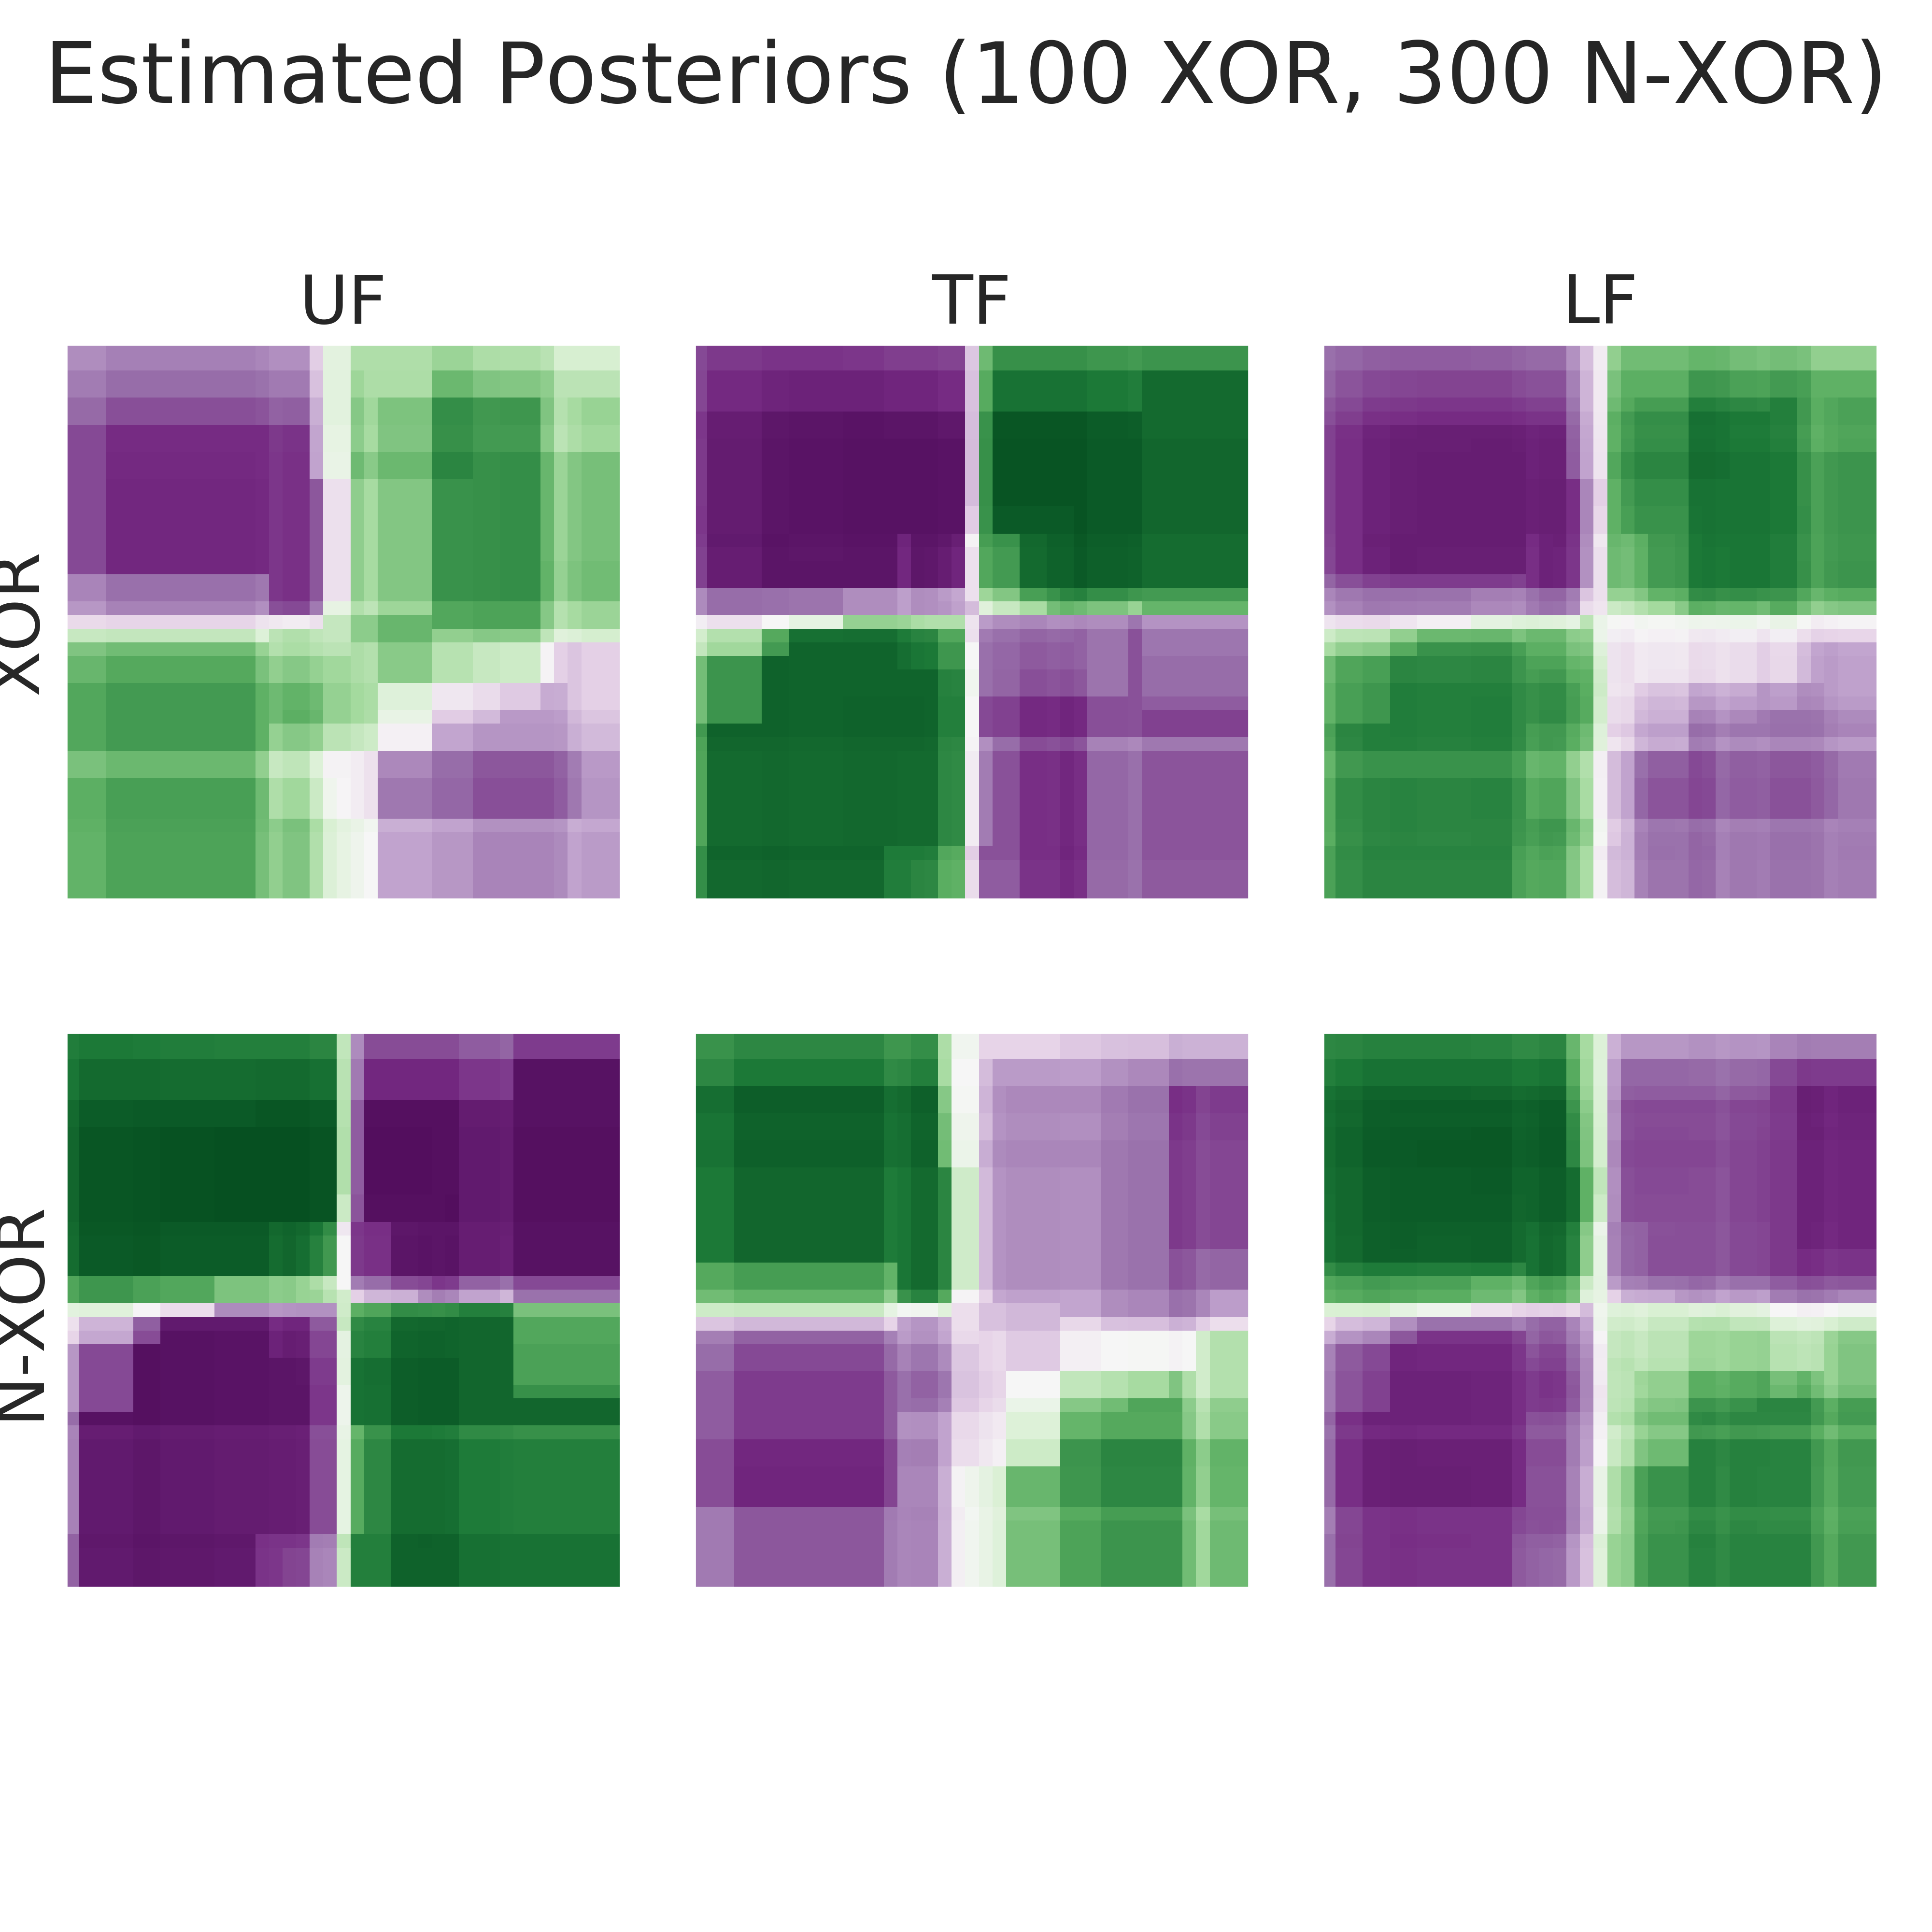 Estimated Posteriors (100 XOR, 300 N-XOR)
UF TF LF
XOR
N-XOR